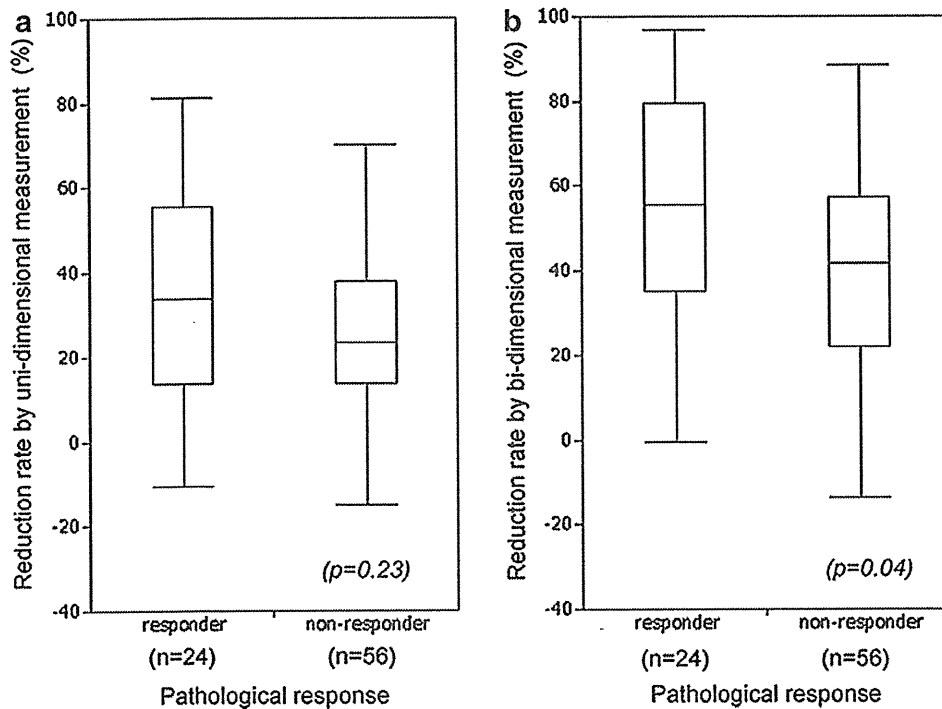 a
Reduction rate by uni-dimensional measurement (%)
100
80
60
40
20
0
-20
-40
(p=0.23)
responder
non-responder
(n=24)
(n=56)
Pathological response
b
Reduction rate by bi-dimensional measurement (%)
100
80
60
40
20
0
-20
-40
(p=0.04)
responder
non-responder
(n=24)
(n=56)
Pathological response